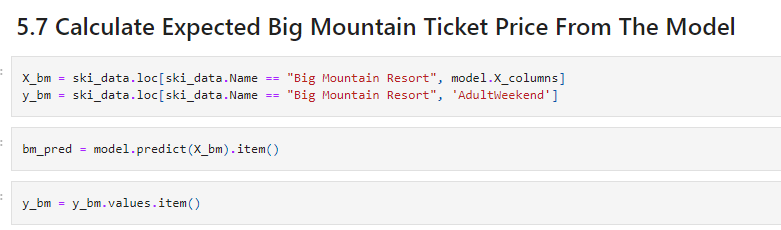 5.7 Calculate Expected Big Mountain Ticket Price From The Model
X_bm = ski_data.loc[ski_data.Name == "Big Mountain Resort", model.X_columns]
y_bm = ski_data.loc[ski_data.Name == "Big Mountain Resort", 'AdultWeekend']
bm_pred = model.predict(X_bm).item()
y_bm = y_bm.values.item()